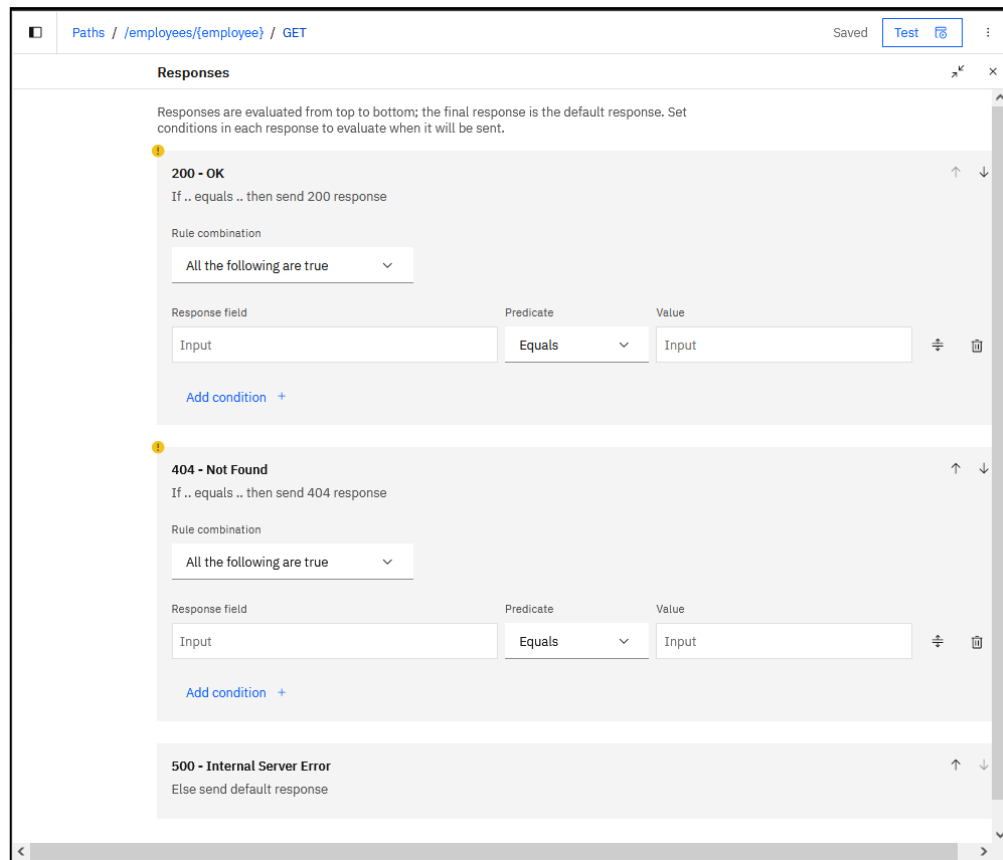 Paths / /employees/{employee} / GET
Saved
Test
Responses
Responses are evaluated from top to bottom; the final response is the default response. Set
conditions in each response to evaluate when it will be sent.
200 - OK
If .. equals .. then send 200 response
Rule combination
All the following are true
Response field Predicate Value
Input Equals Input
Add condition +
404 - Not Found
If .. equals .. then send 404 response
Rule combination
All the following are true
Response field Predicate Value
Input Equals Input
Add condition +
500 - Internal Server Error
Else send default response